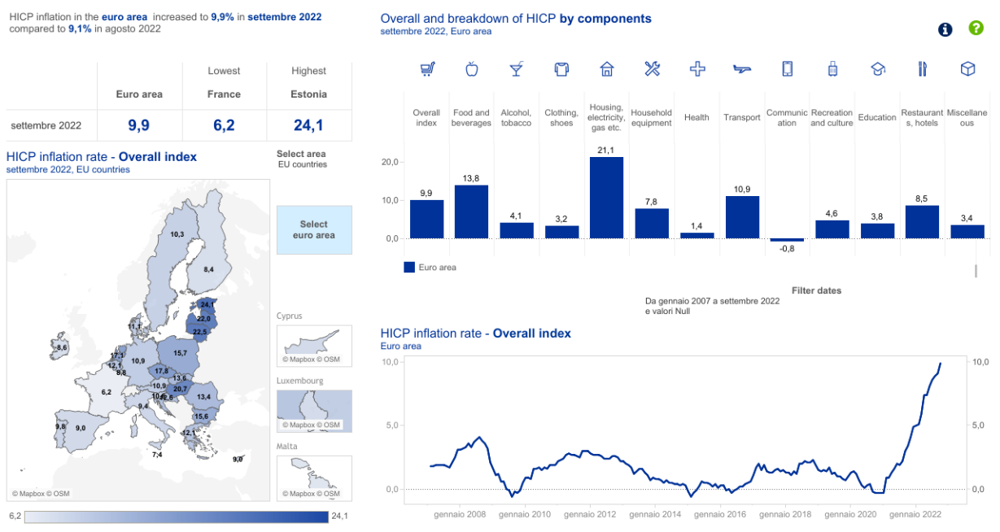 HICP inflation in the euro area increased to 9,9% in settembre 2022
compared to 9,1% in agosto 2022
Lowest Highest
Euro area France Estonia
settembre 2022 9,9 6,2 24,1
HICP inflation rate - Overall index
settembre 2022, EU countries
Select area
EU countries
Select
euro area
10,3
8,4
24,1
22,0
22,5
11,1
8,6
17,1
15,7
12,1
10,9
8,8
17,8
13,6
10,9
20,7
6,2
13,4
9,4
15,6
9,8
9,0
12,1
7,4
9,0
© Mapbox © OSM
6,2 24,1
Cyprus
© Mapbox © OSM
Luxembourg
© Mapbox © OSM
Malta
© Mapbox © OSM
Overall and breakdown of HICP by components
settembre 2022, Euro area
i ?
Overall
index
Food and
beverages
Alcohol,
tobacco
Clothing,
shoes
Housing,
electricity,
gas etc.
Household
equipment
Health
Transport
Communic
ation
Recreation
and culture
Education
Restaurant
s, hotels
Miscellane
ous
20,0
10,0
0,0
9,9
13,8
4,1
3,2
21,1
7,8
1,4
10,9
-0,8
4,6
3,8
8,5
3,4
Euro area
Filter dates
Da gennaio 2007 a settembre 2022
e valori Null
HICP inflation rate - Overall index
Euro area
10,0 10,0
5,0 5,0
0,0 0,0
gennaio 2008 gennaio 2010 gennaio 2012 gennaio 2014 gennaio 2016 gennaio 2018 gennaio 2020 gennaio 2022